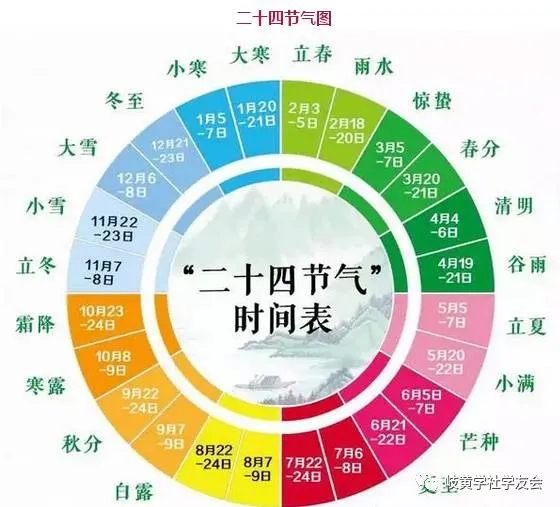 二十四节气图
立春
雨水
惊蛰
春分
清明
谷雨
立夏
小满
芒种
白露
秋分
寒露
霜降
立冬
小雪
大雪
冬至
小寒
大寒
2月3
-5日
2月18
-20日
3月5
-7日
3月20
-21日
4月4
-6日
4月19
-21日
5月5
-7日
5月20
-22日
6月5日
-7日
6月21
-22日
7月6
-8日
7月22
-24日
8月7
-9日
8月22
-24日
9月7
-9日
9月22
-24日
10月8
-9日
10月23
-24日
11月7
-8日
11月22
-23日
12月6
-8日
12月21
-23日
1月5
-7日
1月20
-21日
“二十四节气”
时间表
岐黄学社学友会